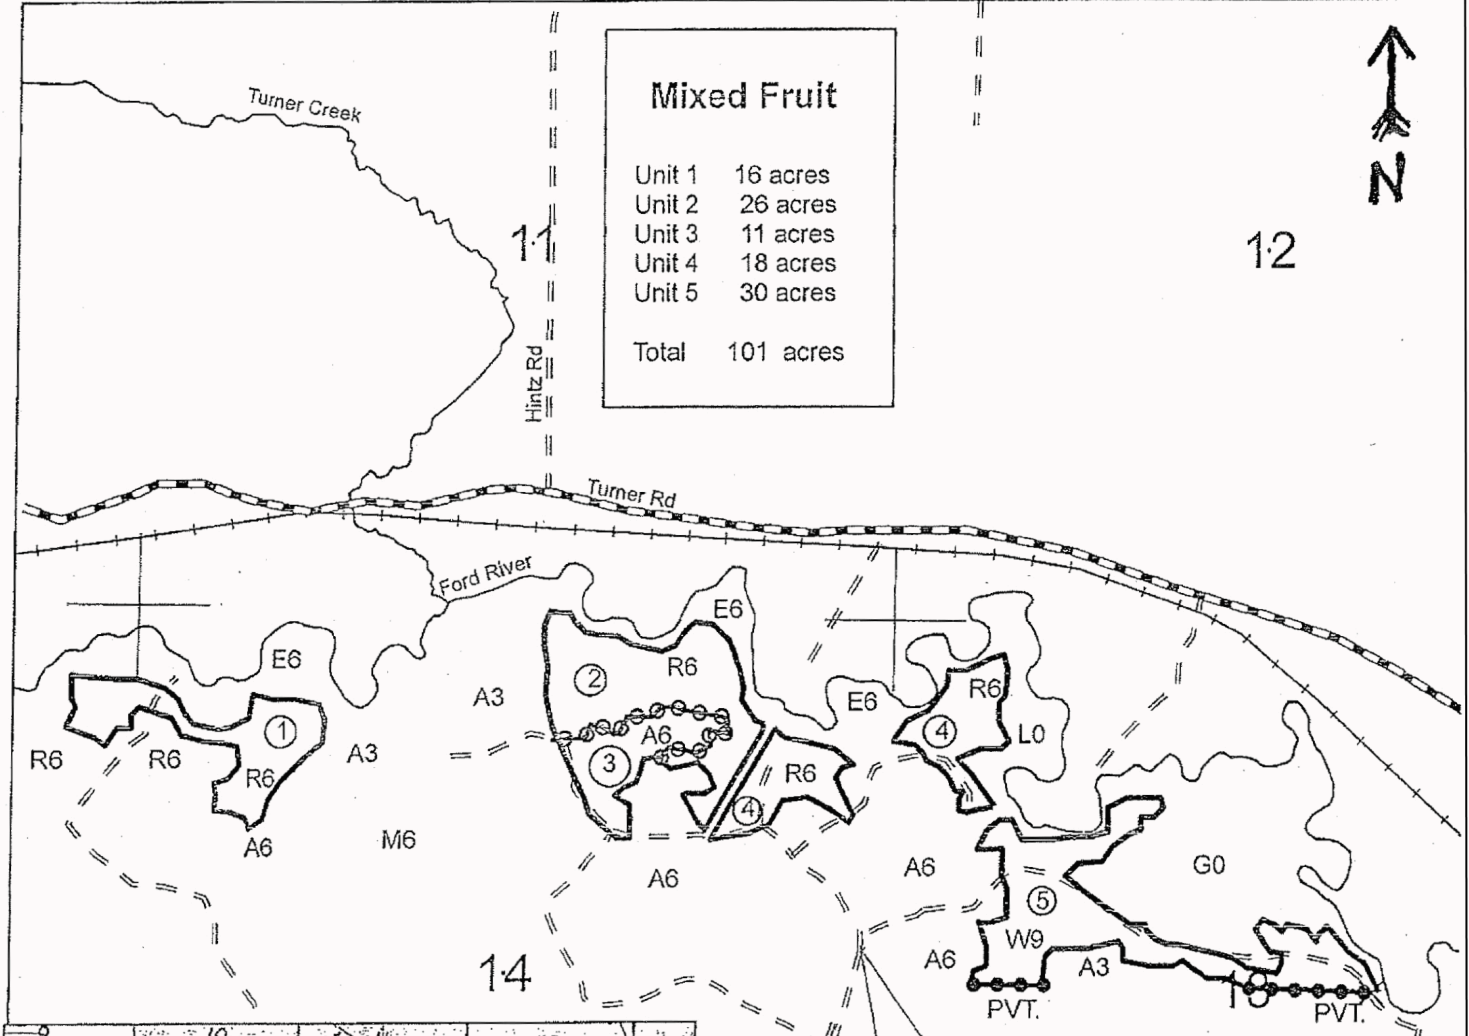 Mixed Fruit
Unit 1 16 acres
Unit 2 26 acres
Unit 3 11 acres
Unit 4 18 acres
Unit 5 30 acres
Total 101 acres
N
Turner Creek
11
12
Hintz Rd
Turner Rd
Ford River
E6
E6
R6
A3
2
E6
R6
4
L0
R6
R6
1
A3
R6
A6
3
R6
4
A6
M6
A6
A6
G0
5
W9
A6
A3
14
13
PVT.
PVT.